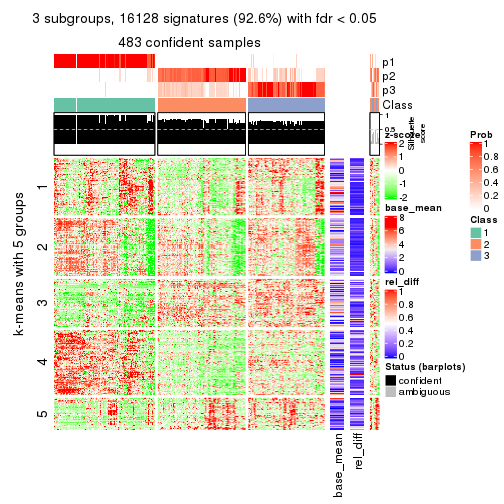 3 subgroups, 16128 signatures (92.6%) with fdr < 0.05
483 confident samples
p1
p2
p3
Class
1
0.5
0
Silhouette
score
k-means with 5 groups
1
2
3
4
5
base_mean
rel_diff
z-score
2
1
0
-1
-2
base_mean
8
6
4
2
0
rel_diff
1
0.8
0.6
0.4
0.2
0
Status (barplots)
confident
ambiguous
Prob
1
0.8
0.6
0.4
0.2
0
Class
1
2
3